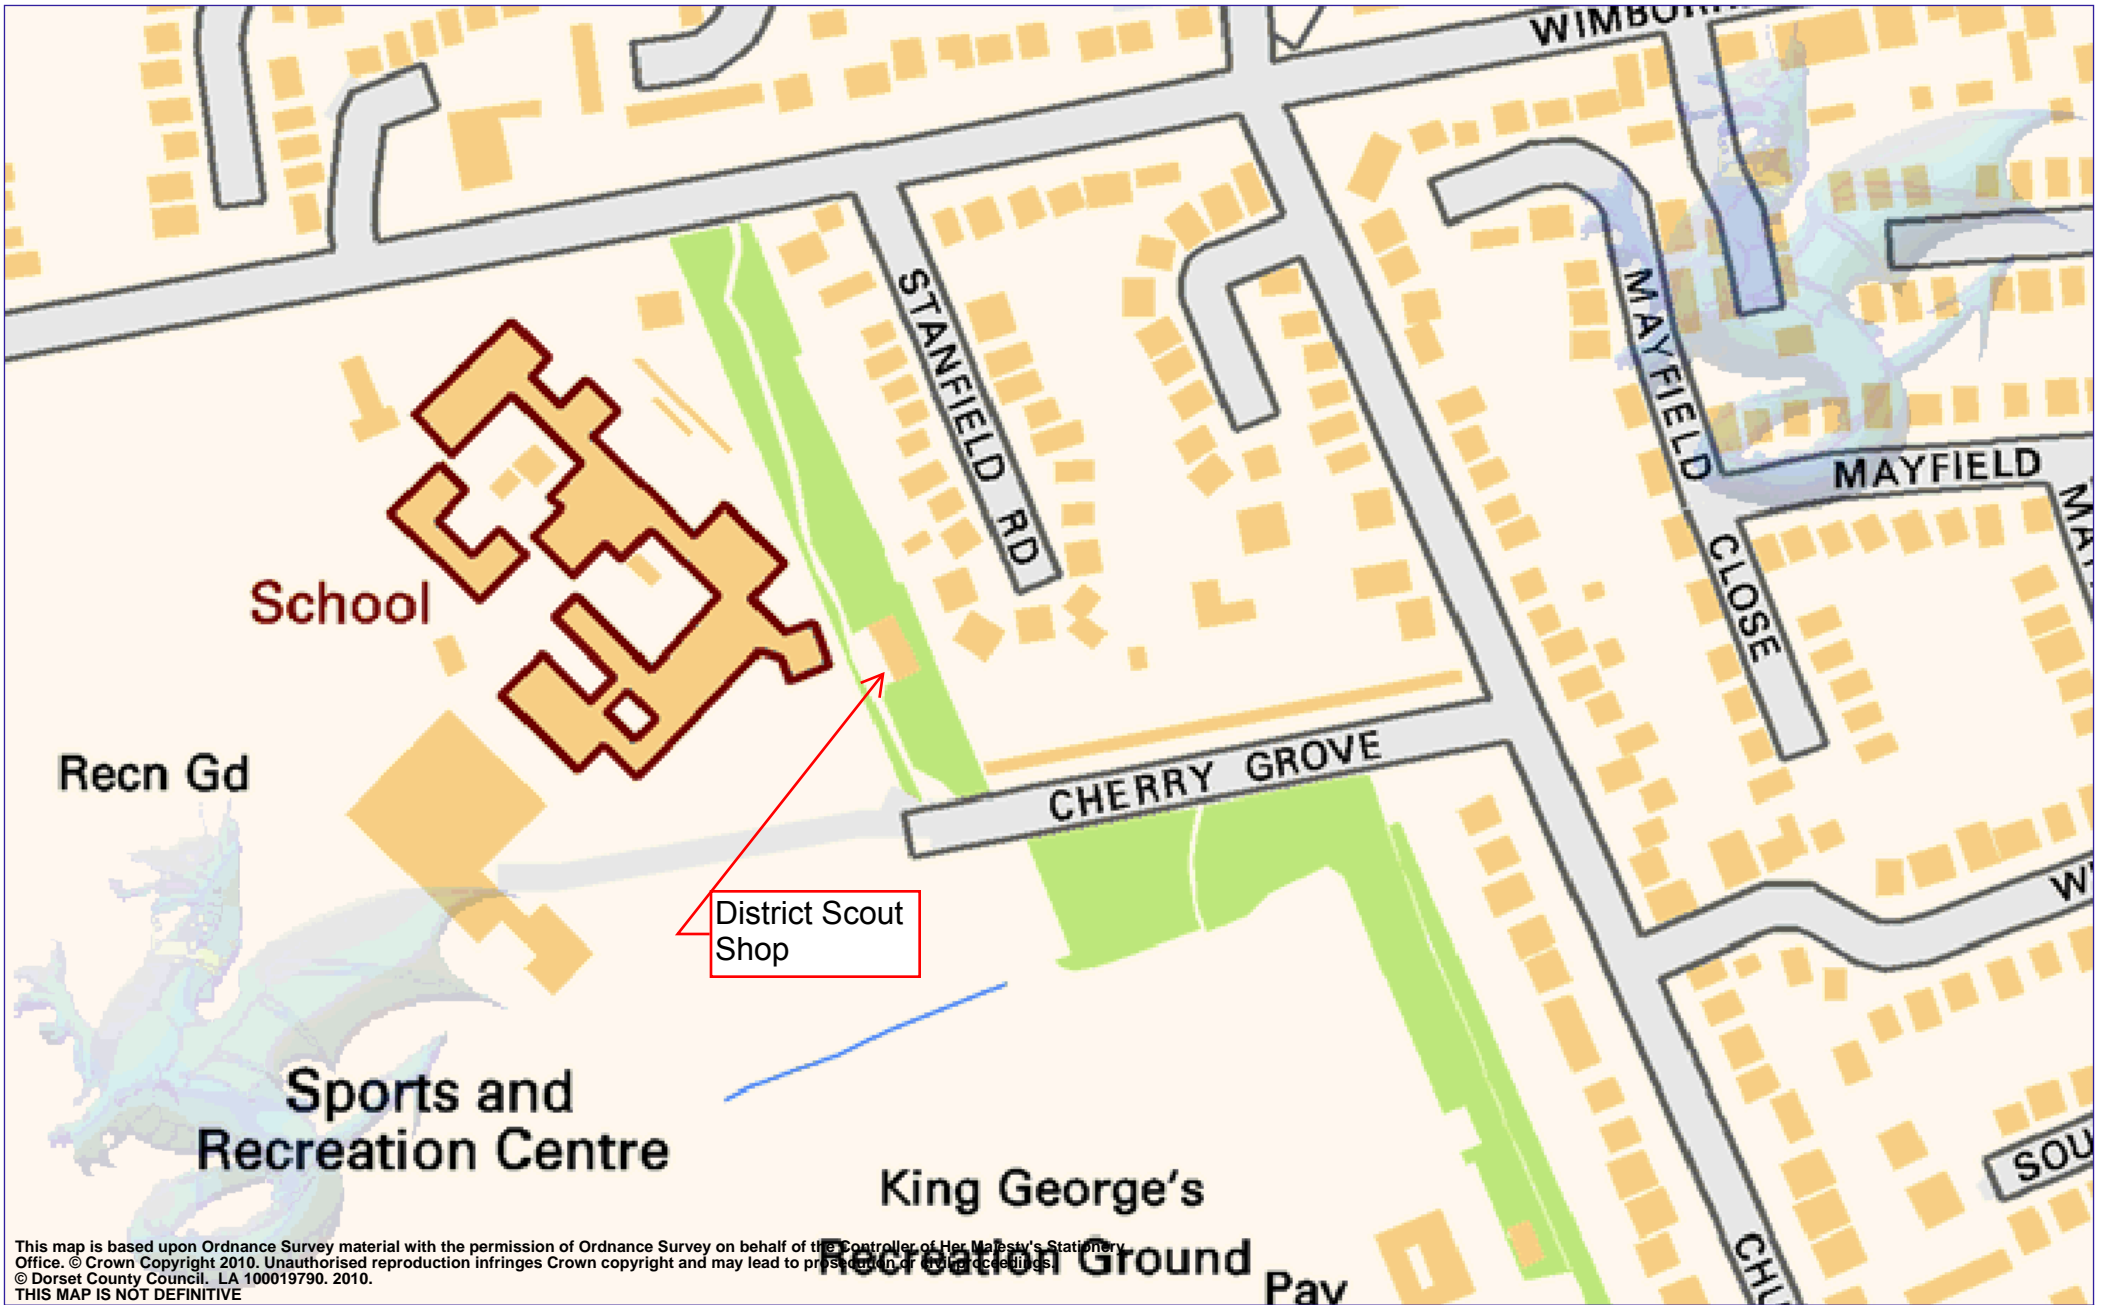 STANFIELD RD
MAYFIELD
CLOSE
MAYFIELD
School
Recn Gd
CHERRY GROVE
District Scout
Shop
Sports and
Recreation Centre
King George's
Recreation Ground
Pav
This map is based upon Ordnance Survey material with the permission of Ordnance Survey on behalf of the Controller of Her Majesty's Stationery
Office. © Crown Copyright 2010. Unauthorised reproduction infringes Crown copyright and may lead to prosecution or civil proceedings.
© Dorset County Council. LA 100019790. 2010.
THIS MAP IS NOT DEFINITIVE